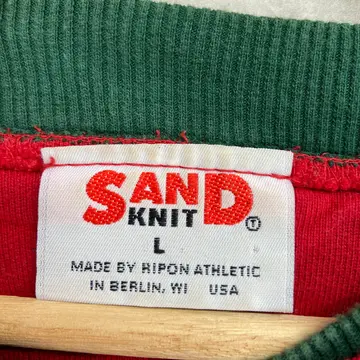 SAND
KNIT ®
L
MADE BY RIPON ATHLETIC
IN BERLIN, WI USA